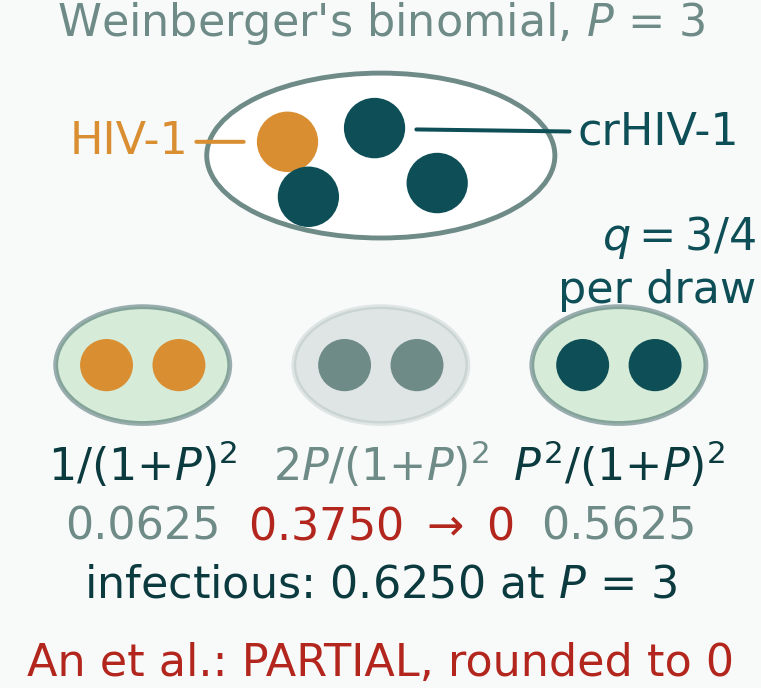 Weinberger's binomial, P = 3
HIV-1
crHIV-1
q = 3/4
per draw
1/(1+P)² 2P/(1+P)² P²/(1+P)²
0.0625 0.3750 → 0 0.5625
infectious: 0.6250 at P = 3
An et al.: PARTIAL, rounded to 0